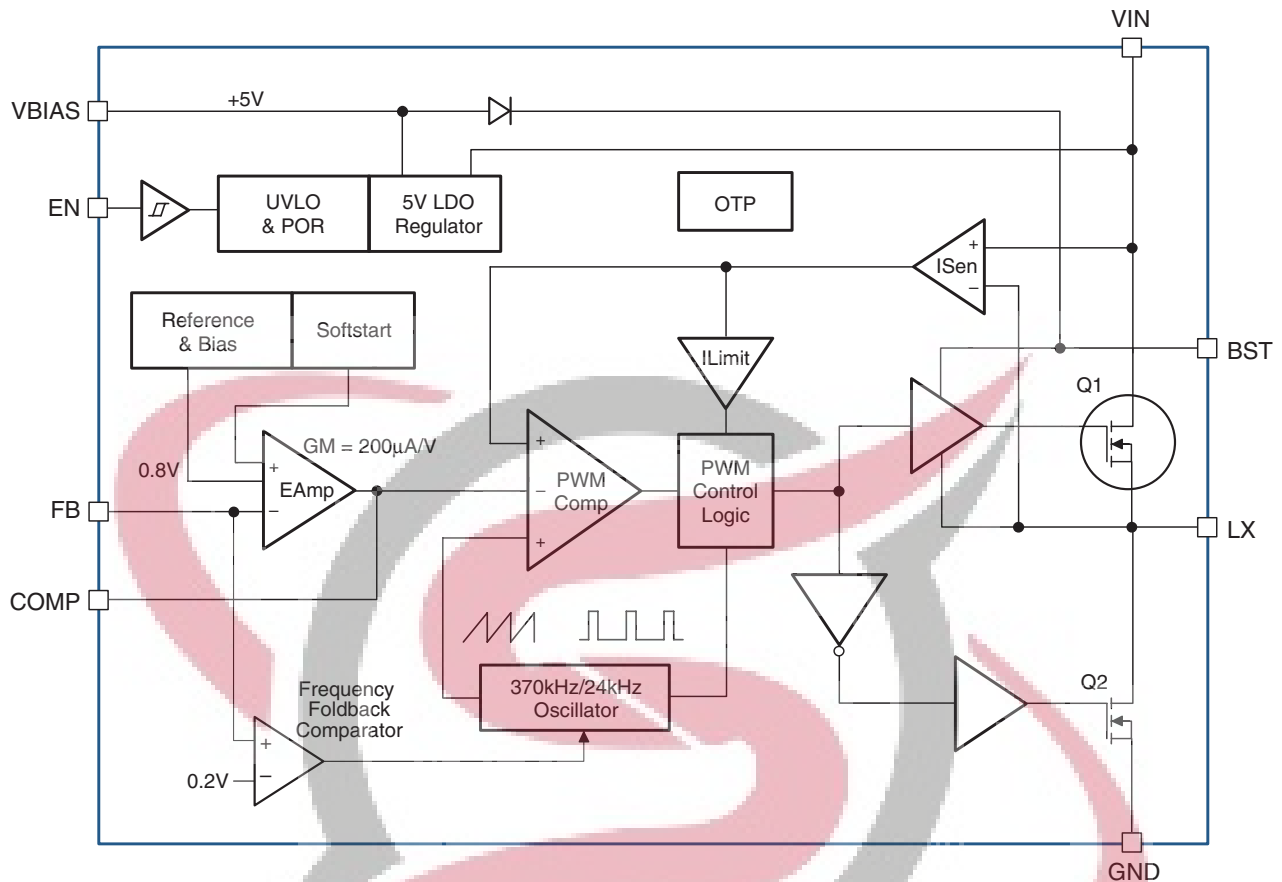 VIN
VBIAS
+5V
EN
UVLO
& POR
5V LDO
Regulator
OTP
+
ISen
−
Reference
& Bias
Softstart
ILimit
BST
Q1
GM = 200µA/V
0.8V
+
EAmp
−
+
−
+
PWM
Comp
PWM
Control
Logic
FB
LX
COMP
370kHz/24kHz
Oscillator
Frequency
Foldback
Comparator
Q2
+
0.2V
−
GND